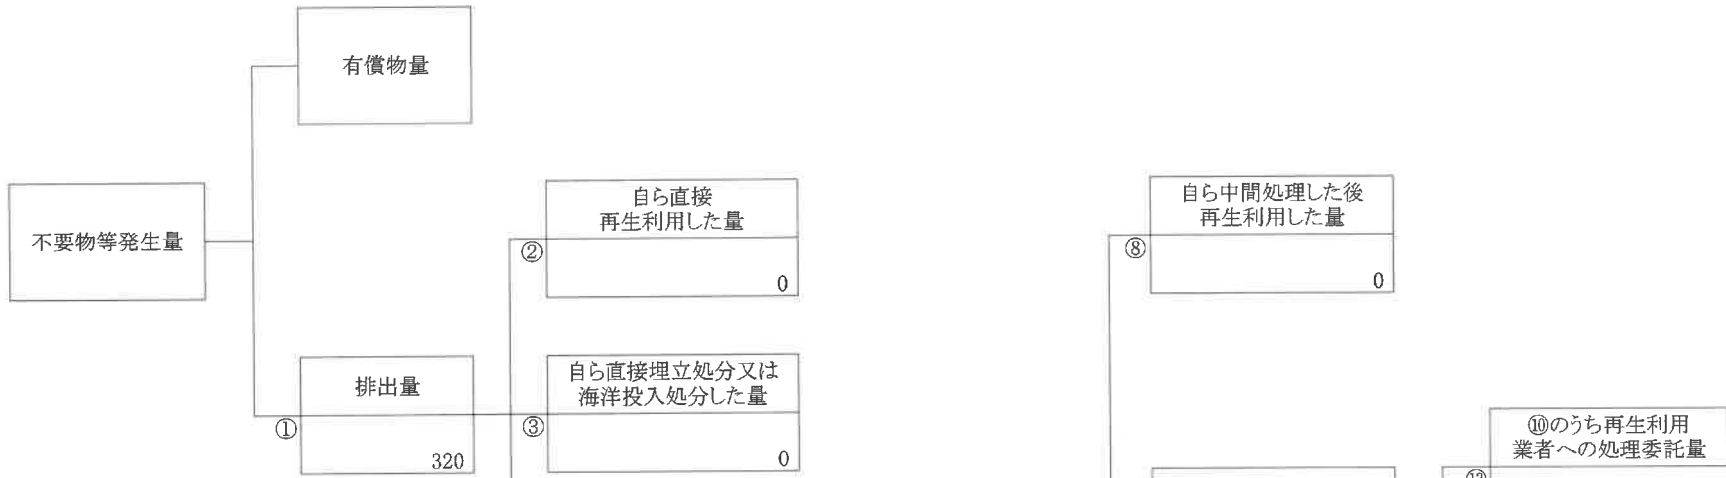 有償物量
不要物等発生量
自ら直接
再生利用した量
②
0
自ら中間処理した後
再生利用した量
⑧
0
排出量
①
320
自ら直接埋立処分又は
海洋投入処分した量
③
0
⑩のうち再生利用
業者への処理委託量